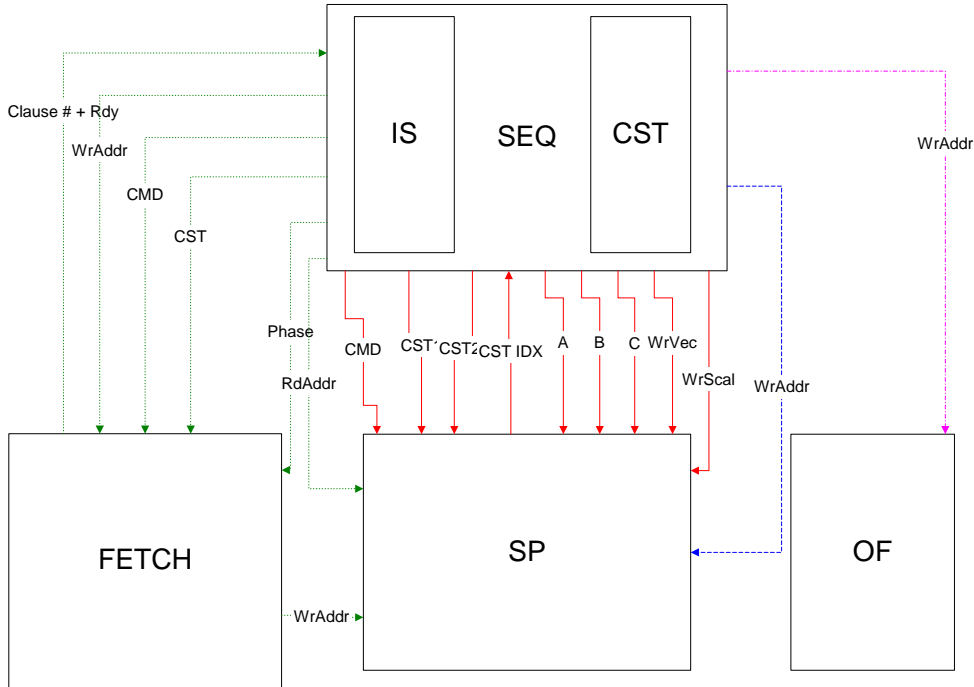 Clause # + Rdy
WrAddr
CMD
CST
IS
SEQ
CST
WrAddr
Phase
RdAddr
CMD
CST1
CST2
CST IDX
A
B
C
WrVec
WrScal
WrAddr
FETCH
WrAddr
SP
OF